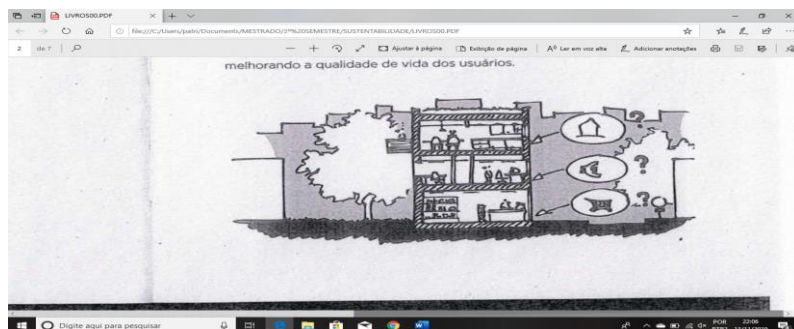 LIVROS00.PDF
file:///C:/Users/patri/Documents/MESTRADO/2º%20SEMESTRE/SUSTENTABILIDADE/LIVROS00.PDF
2 de 7
Ajustar à página
Exibição de página
Ler em voz alta
Adicionar anotações
melhorando a qualidade de vida dos usuários.
?
?
?
Digite aqui para pesquisar
POR
22:06